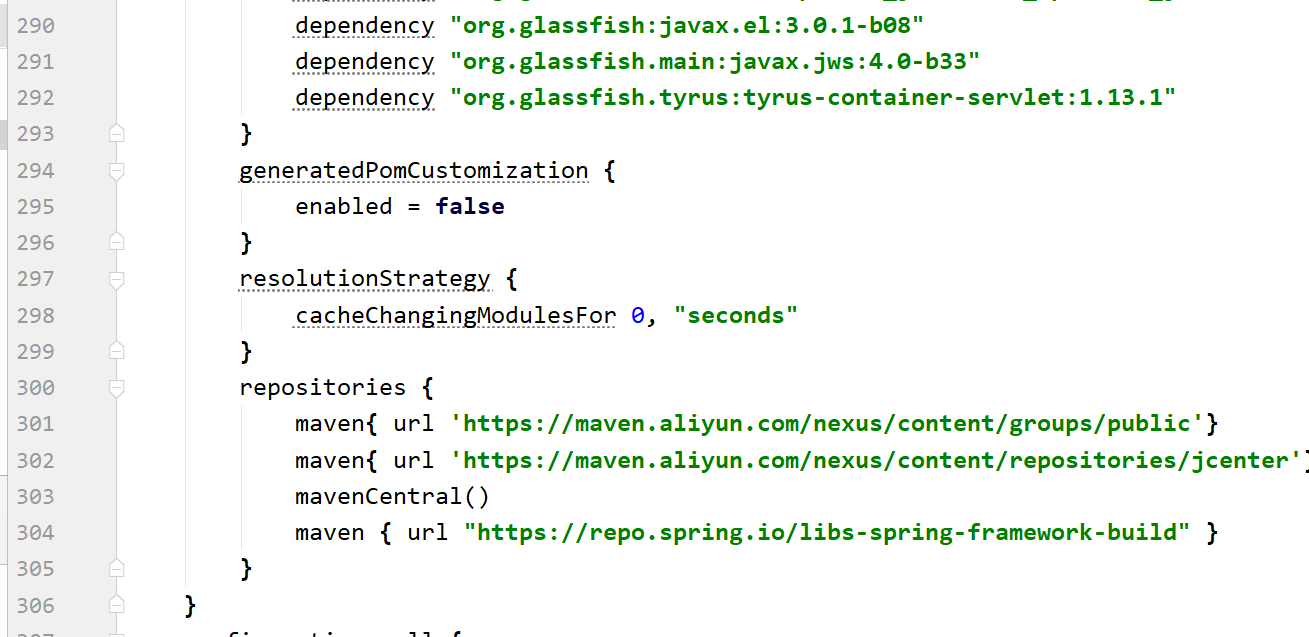 290 dependency "org.glassfish:javax.el:3.0.1-b08"
291 dependency "org.glassfish.main:javax.jws:4.0-b33"
292 dependency "org.glassfish.tyrus:tyrus-container-servlet:1.13.1"
293 }
294 generatedPomCustomization {
295 enabled = false
296 }
297 resolutionStrategy {
298 cacheChangingModulesFor 0, "seconds"
299 }
300 repositories {
301 maven{ url 'https://maven.aliyun.com/nexus/content/groups/public'}
302 maven{ url 'https://maven.aliyun.com/nexus/content/repositories/jcenter'}
303 mavenCentral()
304 maven { url "https://repo.spring.io/libs-spring-framework-build" }
305 }
306 }